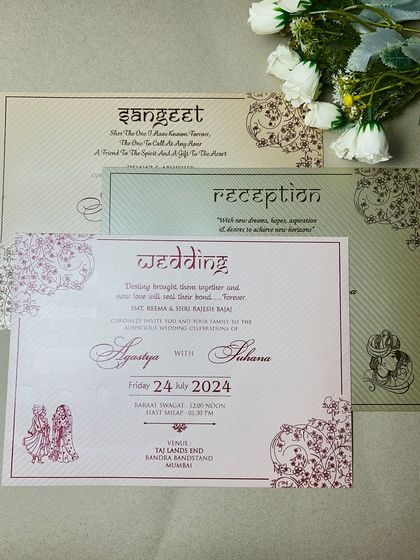 Sangeet
Shes The One I Have Known Forever,
The One To Call At Any Hour
A Friend To The Spirit And A Gift To The Heart
Reception
"With new dreams, hopes, aspiration
& desires to achieve new horizons"
Wedding
Destiny brought them together and
now love will seal their bond.....Forever.
SMT. REEMA & SHRI RAJESH BAJAJ
CORDIALLY INVITE YOU AND YOUR FAMILY TO THE
AUSPICIOUS WEDDING CELEBRATIONS OF
Agastya WITH Suhana
Friday 24 July 2024
BARAAT SWAGAT : 12.00 NOON
HAST MILAP : 01.30 PM
VENUE :
TAJ LANDS END
BANDRA BANDSTAND
MUMBAI